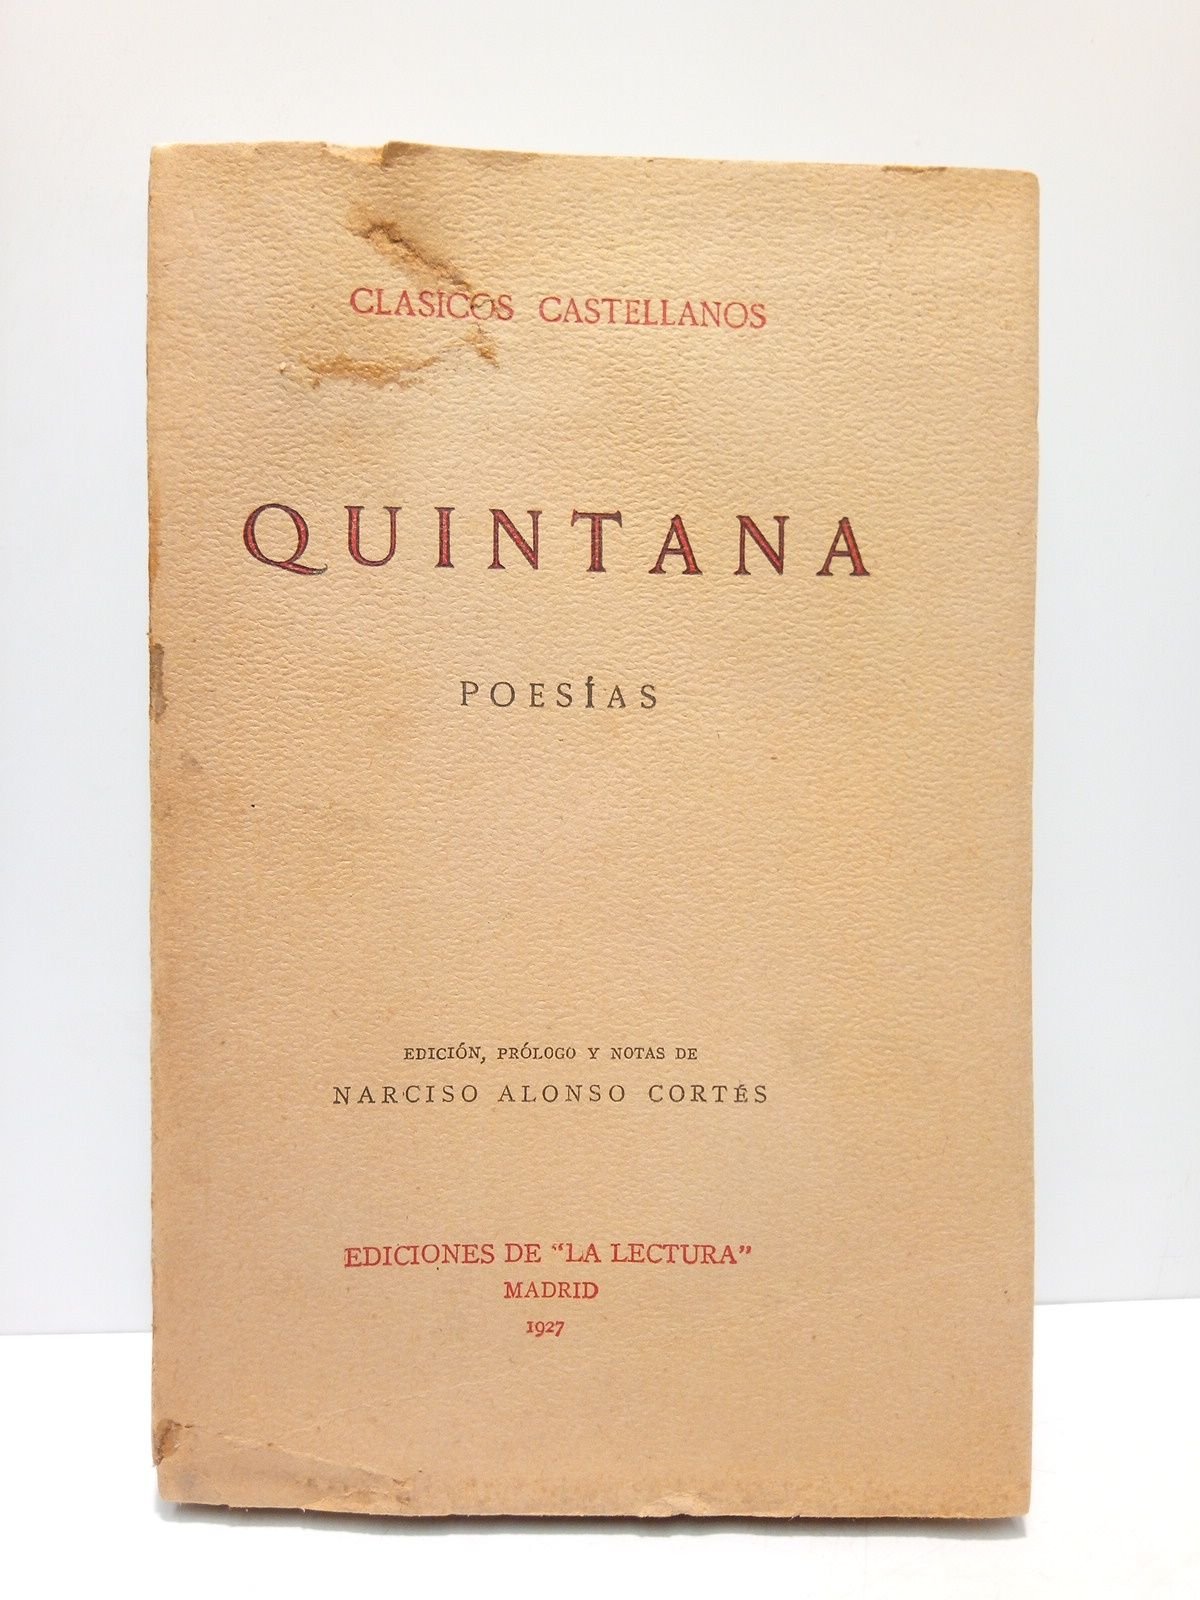 CLASICOS CASTELLANOS
QUINTANA
POESÍAS
EDICIÓN, PRÓLOGO Y NOTAS DE
NARCISO ALONSO CORTÉS
EDICIONES DE "LA LECTURA"
MADRID
1927